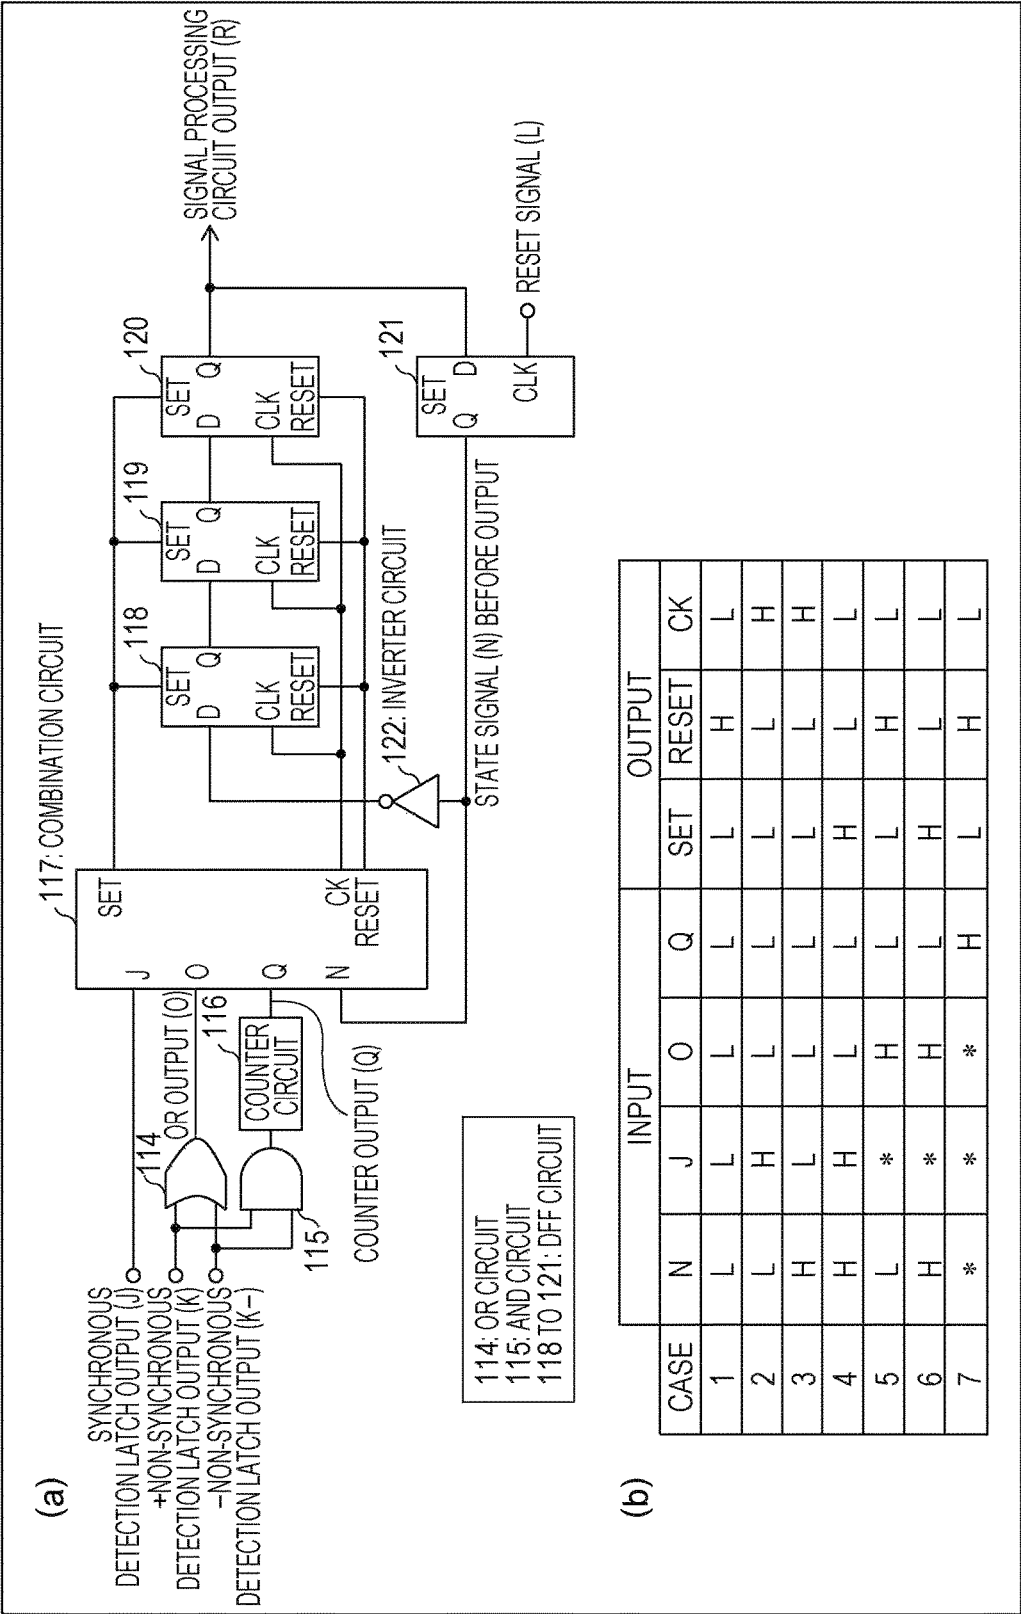 (a)
SYNCHRONOUS
DETECTION LATCH OUTPUT (J)
+NON-SYNCHRONOUS
DETECTION LATCH OUTPUT (K)
−NON-SYNCHRONOUS
DETECTION LATCH OUTPUT (K−)
114
OR OUTPUT (O)
115
116
COUNTER
CIRCUIT
COUNTER OUTPUT (Q)
117: COMBINATION CIRCUIT
J
O
Q
N
SET
CK
RESET
118
SET
D
Q
CLK
RESET
119
SET
D
Q
CLK
RESET
120
SET
D
Q
CLK
RESET
SIGNAL PROCESSING
CIRCUIT OUTPUT (R)
122: INVERTER CIRCUIT
STATE SIGNAL (N) BEFORE OUTPUT
121
SET
Q
D
CLK
RESET SIGNAL (L)
114: OR CIRCUIT
115: AND CIRCUIT
118 TO 121: DFF CIRCUIT
(b)
INPUT OUTPUT
CASE N J O Q SET RESET CK
1 L L L L L H L
2 L H L L L L H
3 H L L L L L H
4 H H L L H L L
5 L * H L L H L
6 H * H L H L L
7 * * * H L H L